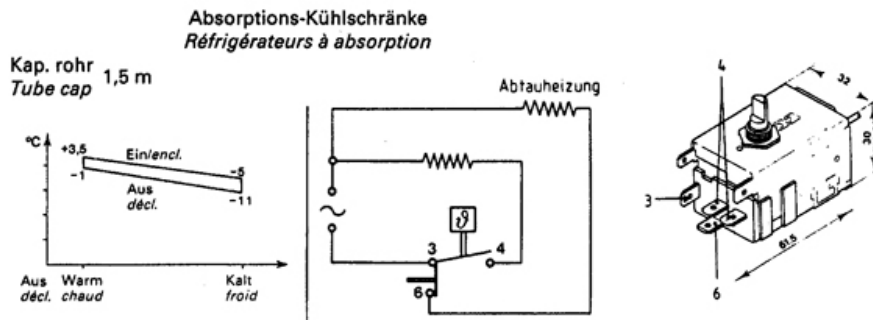 Absorptions-Kühlschränke
Réfrigérateurs à absorption
Kap. rohr
Tube cap 1,5 m
°C
+3,5
Ein/encl.
-5
-1
Aus
décl.
-11
Aus Warm Kalt
décl. chaud froid
Abtauheizung
ϑ
3 4
6
4
32
30
3
61.5
6